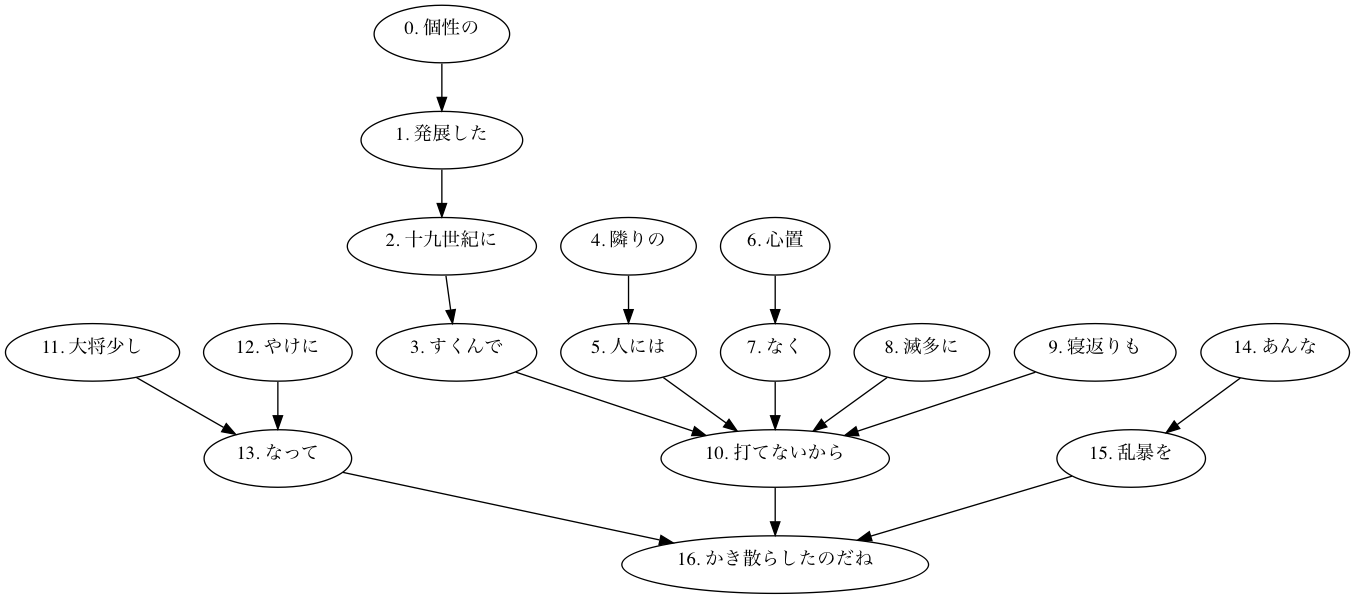 0. 個性の
1. 発展した
2. 十九世紀に
4. 隣りの
6. 心置
11. 大将少し
12. やけに
3. すくんで
5. 人には
7. なく
8. 滅多に
9. 寝返りも
14. あんな
13. なって
10. 打てないから
15. 乱暴を
16. かき散らしたのだね